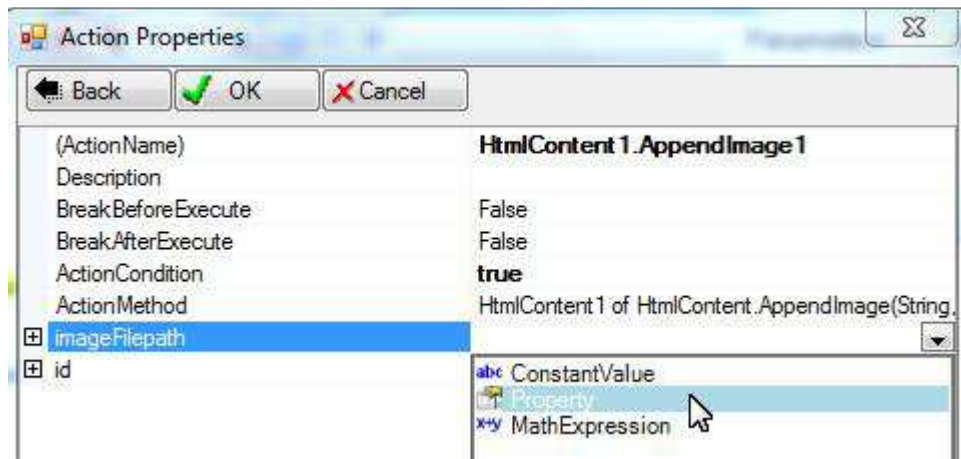 Action Properties
Back OK Cancel
(ActionName) HtmlContent1.AppendImage1
Description
BreakBeforeExecute False
BreakAfterExecute False
ActionCondition true
ActionMethod HtmlContent1 of HtmlContent.AppendImage(String,
imageFilepath
id
abc ConstantValue
Property
x+y MathExpression